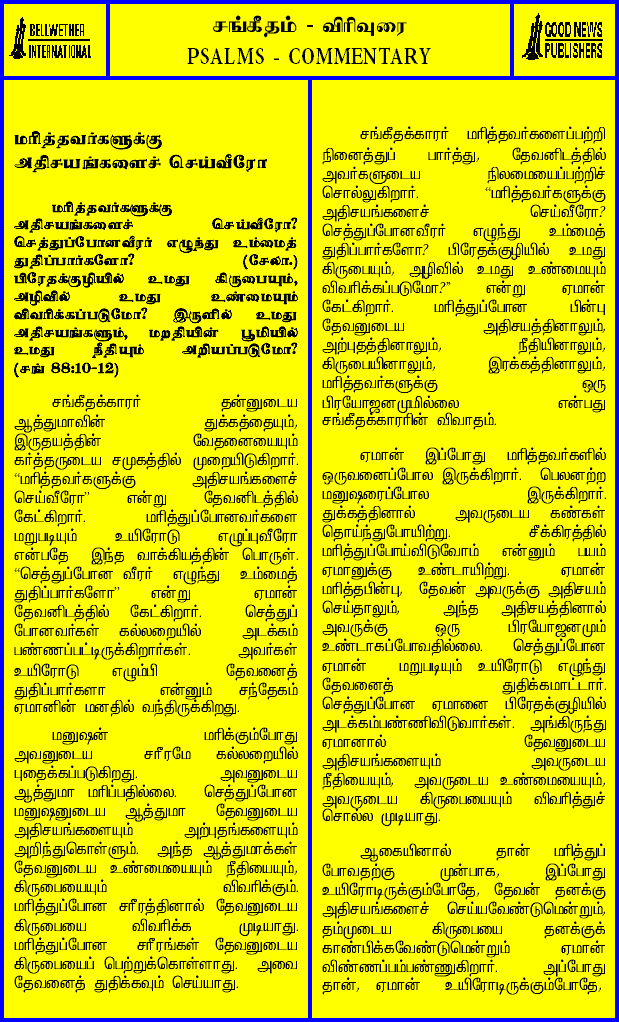 BELLWETHER
INTERNATIONAL
சங்கீதம் - விரிவுரை
PSALMS - COMMENTARY
GOOD NEWS
PUBLISHERS
மரித்தவர்களுக்கு
அதிசயங்களைச் செய்வீரோ
மரித்தவர்களுக்கு
அதிசயங்களைச் செய்வீரோ?
செத்துப்போனவீரர் எழுந்து உம்மைத்
துதிப்பார்களோ? (சேலா.)
பிரேதக்குழியில் உமது கிருபையும்,
அழிவில் உமது உண்மையும்
விவரிக்கப்படுமோ? இருளில் உமது
அதிசயங்களும், மறதியின் பூமியில்
உமது நீதியும் அறியப்படுமோ?
(சங் 88:10-12)
சங்கீதக்காரர் தன்னுடைய
ஆத்துமாவின் துக்கத்தையும்,
இருதயத்தின் வேதனையையும்
கர்த்தருடைய சமுகத்தில் முறையிடுகிறார்.
“மரித்தவர்களுக்கு அதிசயங்களைச்
செய்வீரோ” என்று தேவனிடத்தில்
கேட்கிறார். மரித்துப்போனவர்களை
மறுபடியும் உயிரோடு எழுப்புவீரோ
என்பதே இந்த வாக்கியத்தின் பொருள்.
“செத்துப்போன வீரர் எழுந்து உம்மைத்
துதிப்பார்களோ” என்று ஏமான்
தேவனிடத்தில் கேட்கிறார். செத்துப்
போனவர்கள் கல்லறையில் அடக்கம்
பண்ணப்பட்டிருக்கிறார்கள். அவர்கள்
உயிரோடு எழும்பி தேவனைத்
துதிப்பார்களா என்னும் சந்தேகம்
ஏமானின் மனதில் வந்திருக்கிறது.
மனுஷன் மரிக்கும்போது
அவனுடைய சரீரமே கல்லறையில்
புதைக்கப்படுகிறது. அவனுடைய
ஆத்துமா மரிப்பதில்லை. செத்துப்போன
மனுஷனுடைய ஆத்துமா தேவனுடைய
அதிசயங்களையும் அற்புதங்களையும்
அறிந்துகொள்ளும். அந்த ஆத்துமாக்கள்
தேவனுடைய உண்மையையும் நீதியையும்,
கிருபையையும் விவரிக்கும்.
மரித்துப்போன சரீரத்தினால் தேவனுடைய
கிருபையை விவரிக்க முடியாது.
மரித்துப்போன சரீரங்கள் தேவனுடைய
கிருபையைப் பெற்றுக்கொள்ளாது. அவை
தேவனைத் துதிக்கவும் செய்யாது.
சங்கீதக்காரர் மரித்தவர்களைப்பற்றி
நினைத்துப் பார்த்து, தேவனிடத்தில்
அவர்களுடைய நிலமையைப்பற்றிச்
சொல்லுகிறார். “மரித்தவர்களுக்கு
அதிசயங்களைச் செய்வீரோ?
செத்துப்போனவீரர் எழுந்து உம்மைத்
துதிப்பார்களோ? பிரேதக்குழியில் உமது
கிருபையும், அழிவில் உமது உண்மையும்
விவரிக்கப்படுமோ?” என்று ஏமான்
கேட்கிறார். மரித்துப்போன பின்பு
தேவனுடைய அதிசயத்தினாலும்,
அற்புதத்தினாலும், நீதியினாலும்,
கிருபையினாலும், இரக்கத்தினாலும்,
மரித்தவர்களுக்கு ஒரு
பிரயோஜனமுமில்லை என்பது
சங்கீதக்காரரின் விவாதம்.
ஏமான் இப்போது மரித்தவர்களில்
ஒருவனைப்போல இருக்கிறார். பெலனற்ற
மனுஷரைப்போல இருக்கிறார்.
துக்கத்தினால் அவருடைய கண்கள்
தொய்ந்துபோயிற்று. சீக்கிரத்தில்
மரித்துப்போய்விடுவோம் என்னும் பயம்
ஏமானுக்கு உண்டாயிற்று. ஏமான்
மரித்தபின்பு, தேவன் அவருக்கு அதிசயம்
செய்தாலும், அந்த அதிசயத்தினால்
அவருக்கு ஒரு பிரயோஜனமும்
உண்டாகப்போவதில்லை. செத்துப்போன
ஏமான் மறுபடியும் உயிரோடு எழுந்து
தேவனைத் துதிக்கமாட்டார்.
செத்துப்போன ஏமானை பிரேதக்குழியில்
அடக்கம்பண்ணிவிடுவார்கள். அங்கிருந்து
ஏமானால் தேவனுடைய
அதிசயங்களையும் அவருடைய
நீதியையும், அவருடைய உண்மையையும்,
அவருடைய கிருபையையும் விவரித்துச்
சொல்ல முடியாது.
ஆகையினால் தான் மரித்துப்
போவதற்கு முன்பாக, இப்போது
உயிரோடிருக்கும்போதே, தேவன் தனக்கு
அதிசயங்களைச் செய்யவேண்டுமென்றும்,
தம்முடைய கிருபையை தனக்குக்
காண்பிக்கவேண்டுமென்றும் ஏமான்
விண்ணப்பம்பண்ணுகிறார். அப்போது
தான், ஏமான் உயிரோடிருக்கும்போதே,